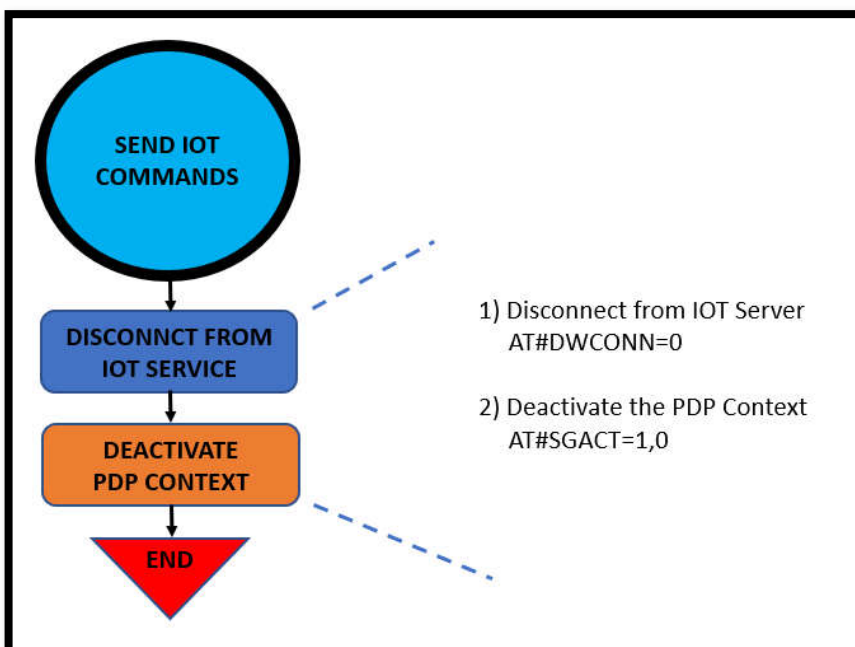 SEND IOT
COMMANDS
DISCONNCT FROM
IOT SERVICE
DEACTIVATE
PDP CONTEXT
END
1) Disconnect from IOT Server
AT#DWCONN=0
2) Deactivate the PDP Context
AT#SGACT=1,0